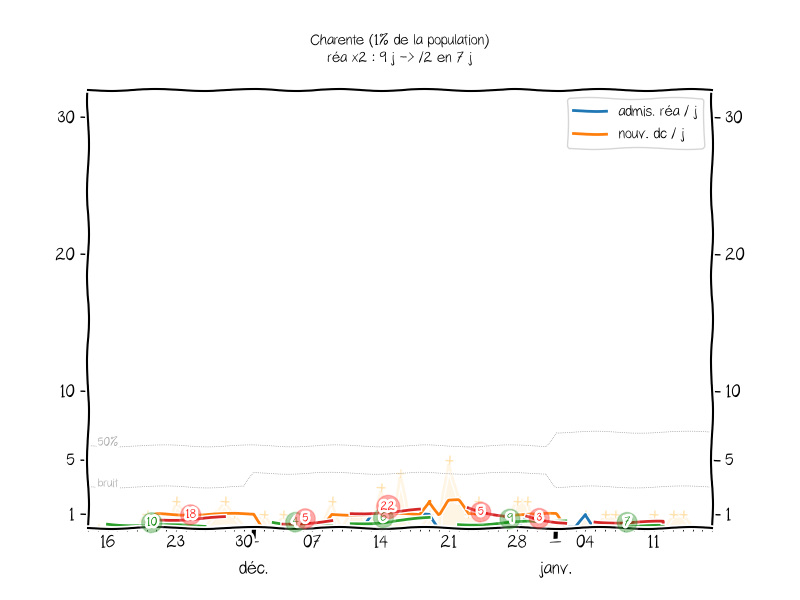 Charente (1% de la population)
réa x2 : 9 j -> /2 en 7 j
admis. réa / j
nouv. dc / j
30 30
20 20
10 10
50%
5 5
bruit
1 1
10 18 4 5 22 6 5 9 3 7
16 23 30 07 14 21 28 04 11
déc. janv.